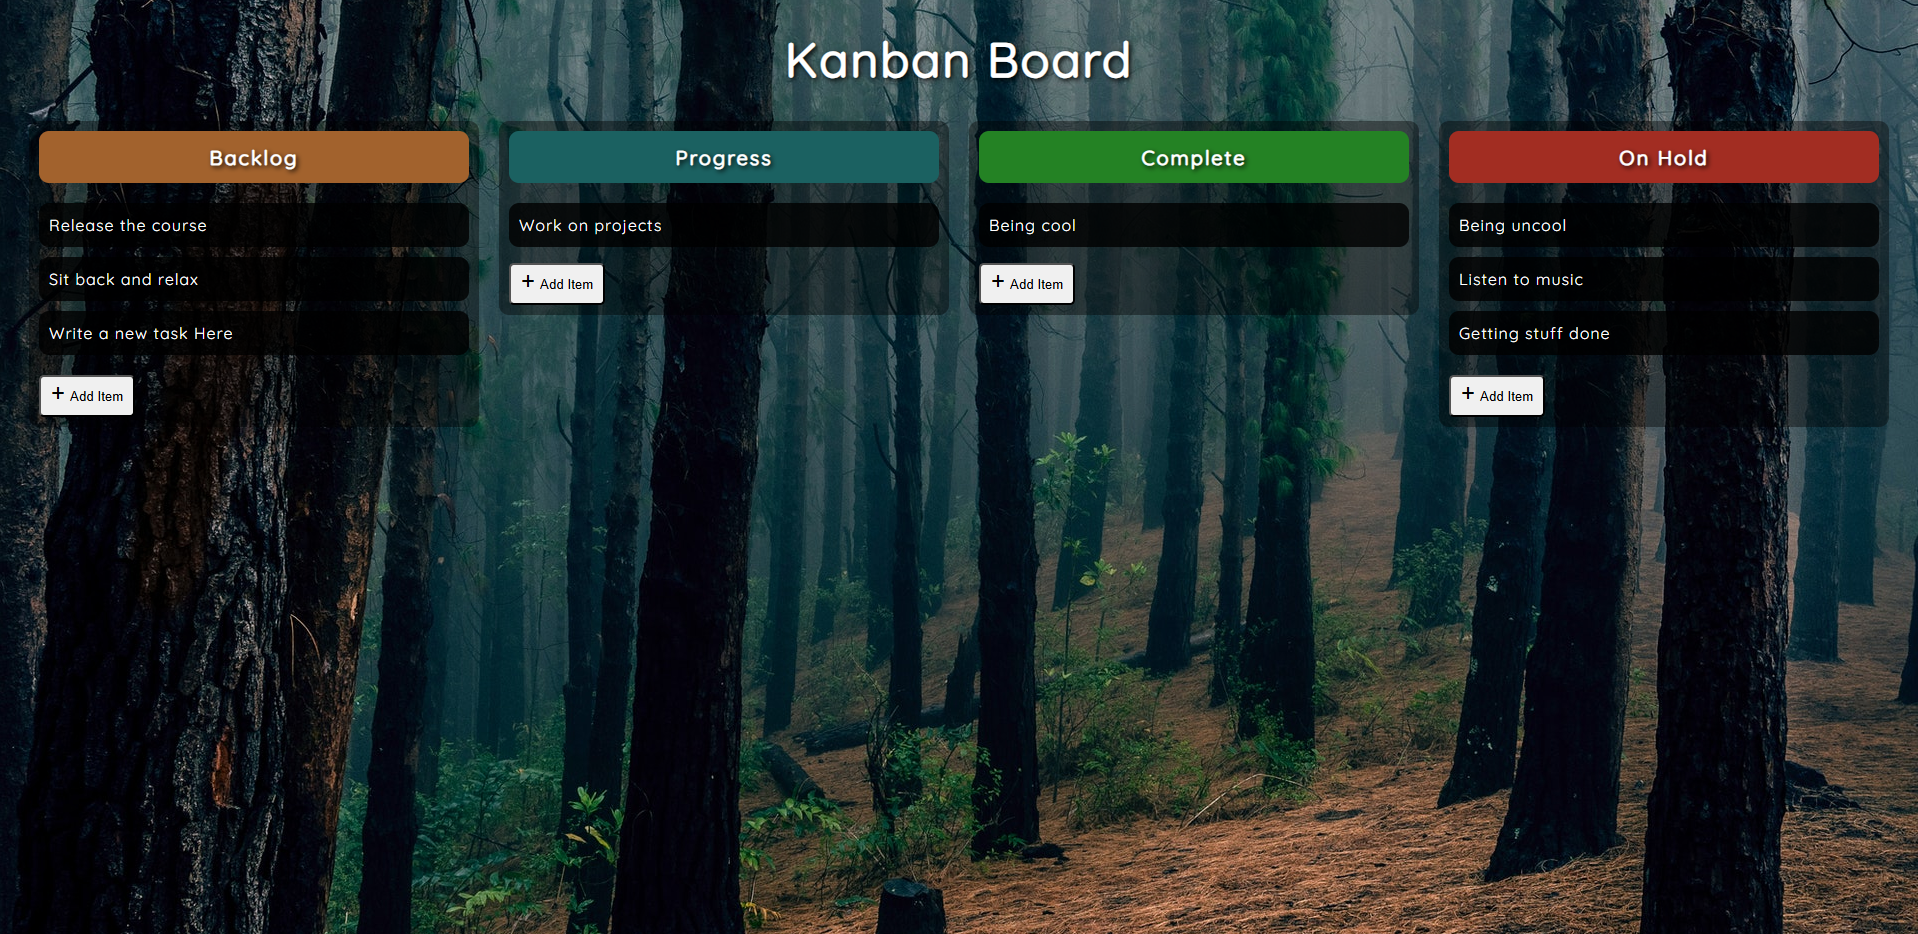 Kanban Board
Backlog
Release the course
Sit back and relax
Write a new task Here
+ Add Item
Progress
Work on projects
+ Add Item
Complete
Being cool
+ Add Item
On Hold
Being uncool
Listen to music
Getting stuff done
+ Add Item